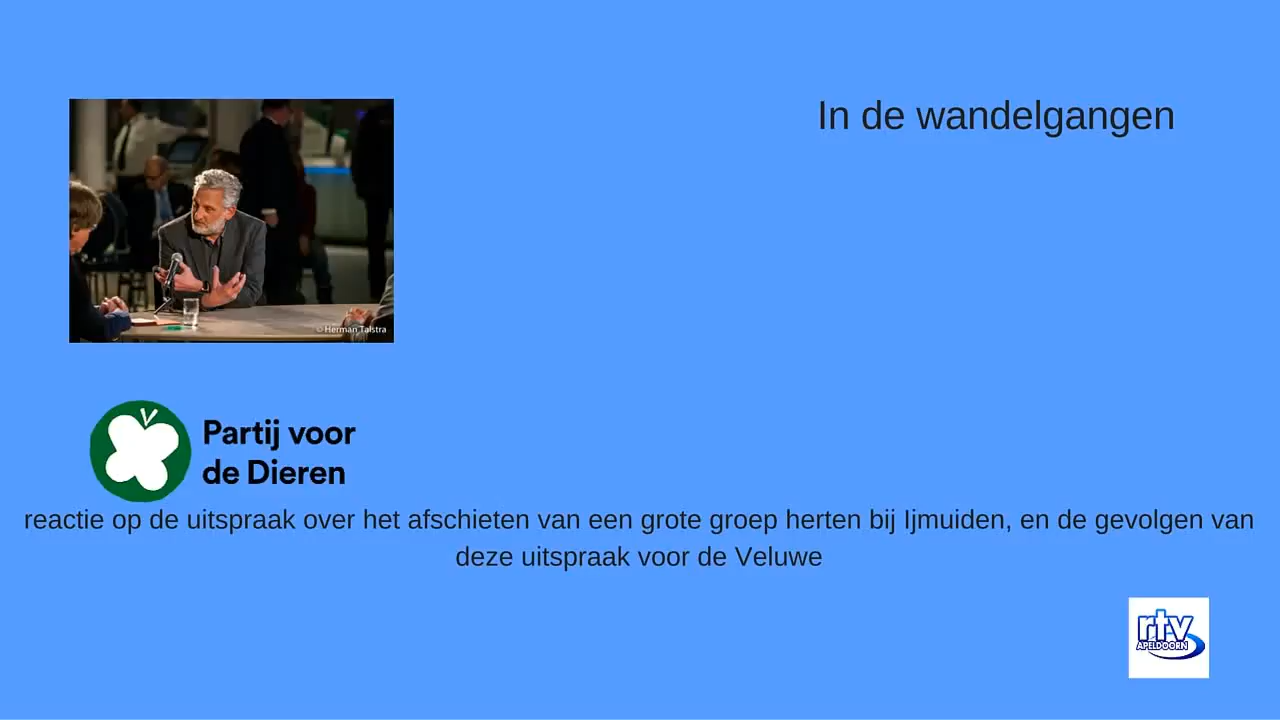 In de wandelgangen
© Herman Talstra
Partij voor
de Dieren
reactie op de uitspraak over het afschieten van een grote groep herten bij Ijmuiden, en de gevolgen van
deze uitspraak voor de Veluwe
rtv
APELDOORN